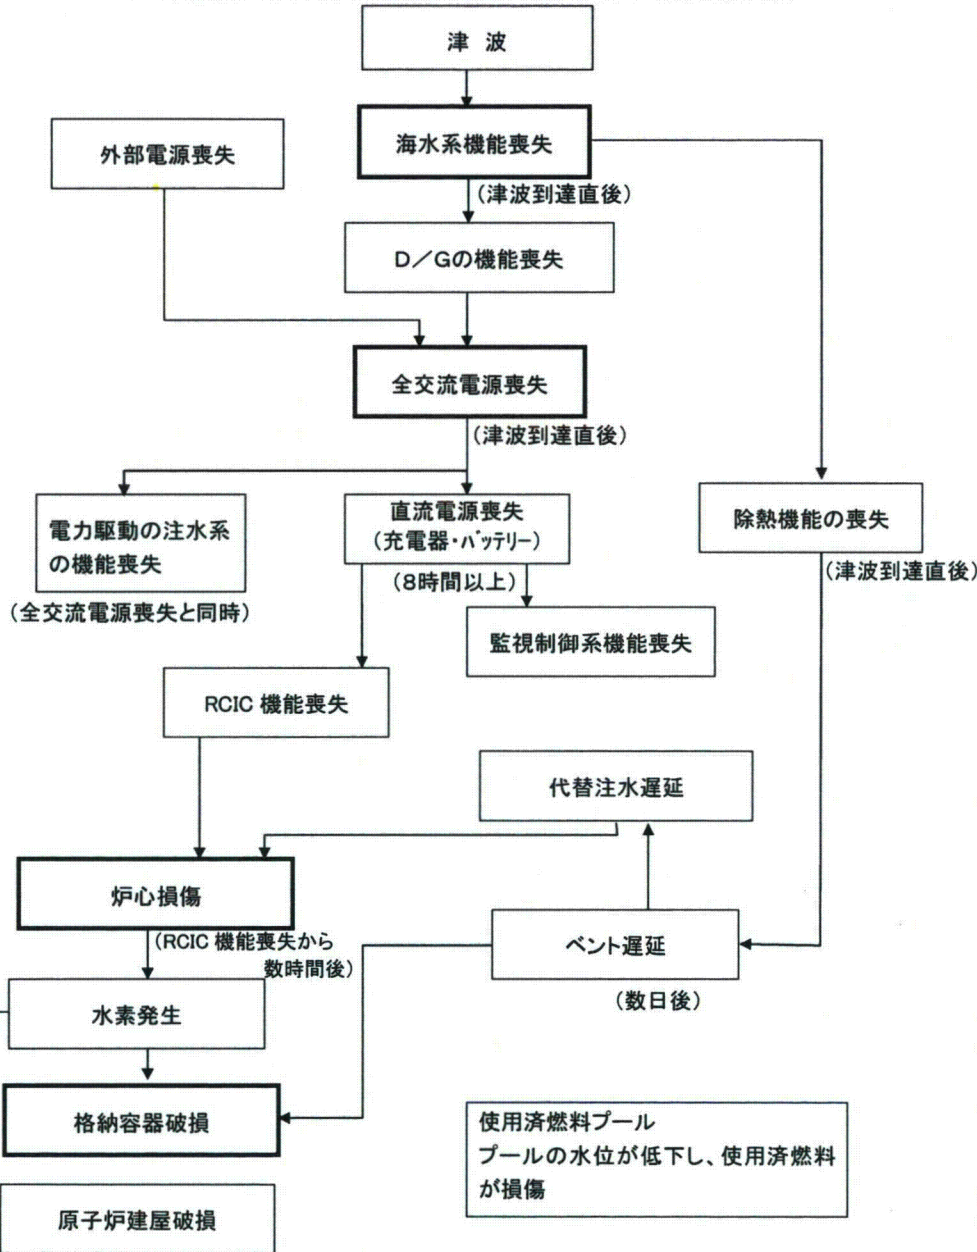 津 波
海水系機能喪失
外部電源喪失
(津波到達直後)
D/Gの機能喪失
全交流電源喪失
(津波到達直後)
電力駆動の注水系
の機能喪失
(全交流電源喪失と同時)
直流電源喪失
(充電器・バッテリー)
(8時間以上)
除熱機能の喪失
(津波到達直後)
監視制御系機能喪失
RCIC 機能喪失
代替注水遅延
炉心損傷
(RCIC 機能喪失から
数時間後)
ベント遅延
(数日後)
水素発生
格納容器破損
使用済燃料プール
プールの水位が低下し、使用済燃料
が損傷
原子炉建屋破損